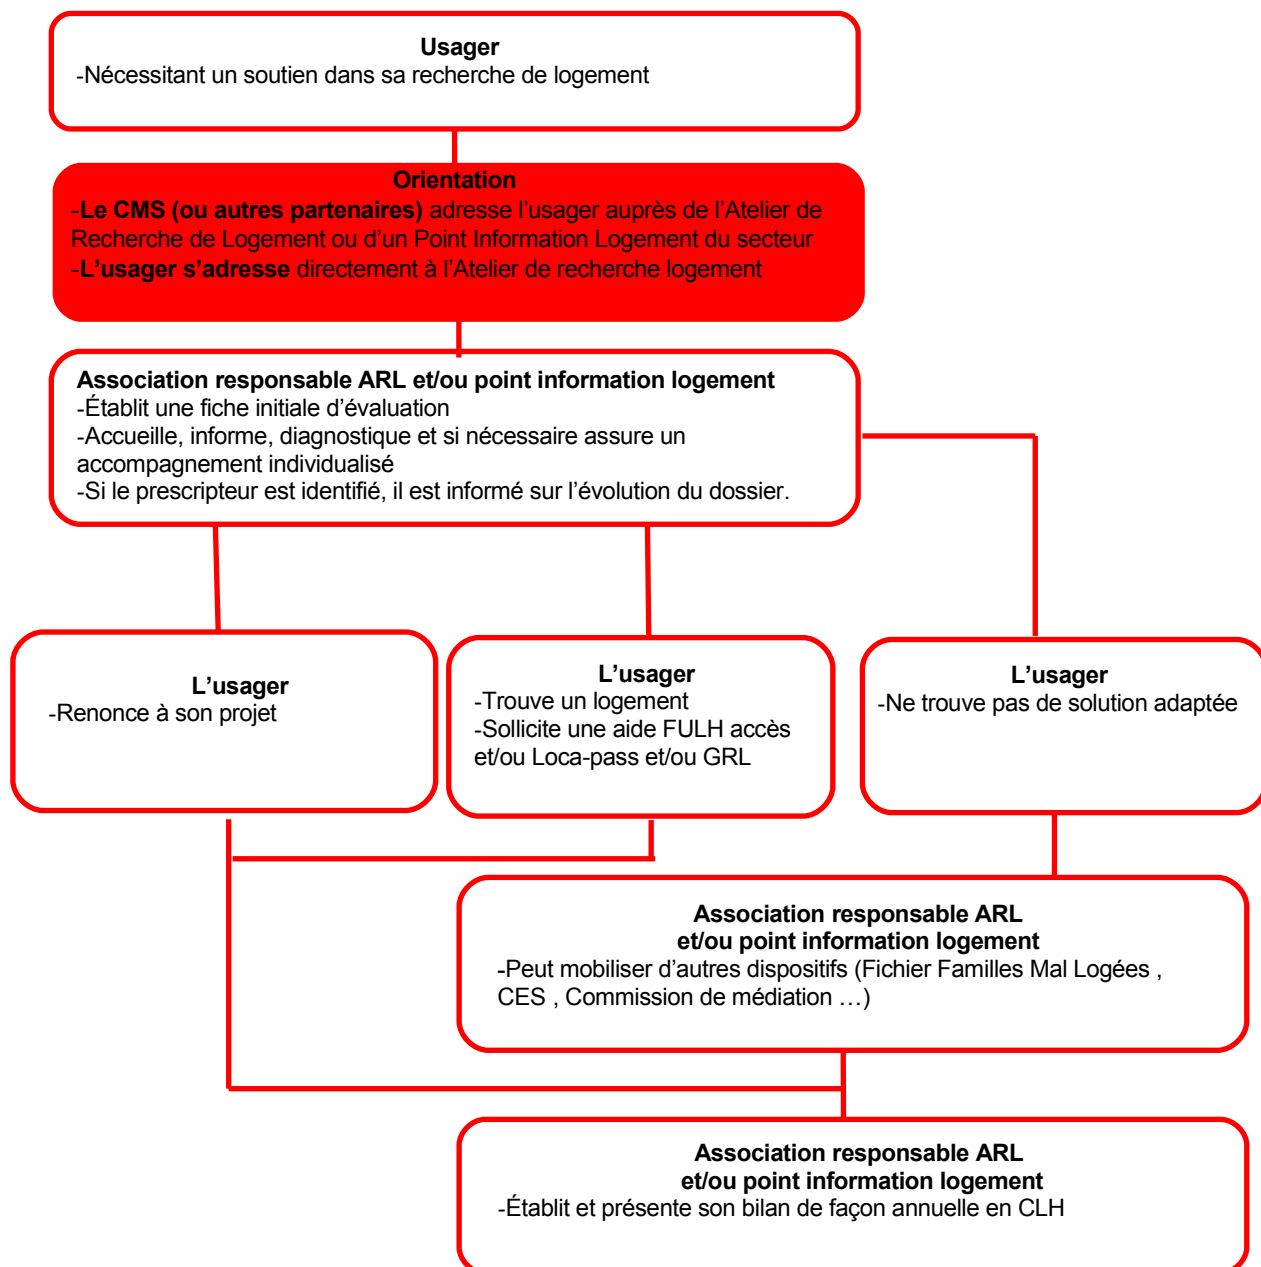 Usager
-Nécessitant un soutien dans sa recherche de logement
Orientation
-Le CMS (ou autres partenaires) adresse l’usager auprès de l’Atelier de
Recherche de Logement ou d’un Point Information Logement du secteur
-L’usager s’adresse directement à l’Atelier de recherche logement
Association responsable ARL et/ou point information logement
-Établit une fiche initiale d’évaluation
-Accueille, informe, diagnostique et si nécessaire assure un
accompagnement individualisé
-Si le prescripteur est identifié, il est informé sur l’évolution du dossier.
L’usager
-Renonce à son projet
L’usager
-Trouve un logement
-Sollicite une aide FULH accès
et/ou Loca-pass et/ou GRL
L’usager
-Ne trouve pas de solution adaptée
Association responsable ARL
et/ou point information logement
-Peut mobiliser d’autres dispositifs (Fichier Familles Mal Logées ,
CES , Commission de médiation …)
Association responsable ARL
et/ou point information logement
-Établit et présente son bilan de façon annuelle en CLH